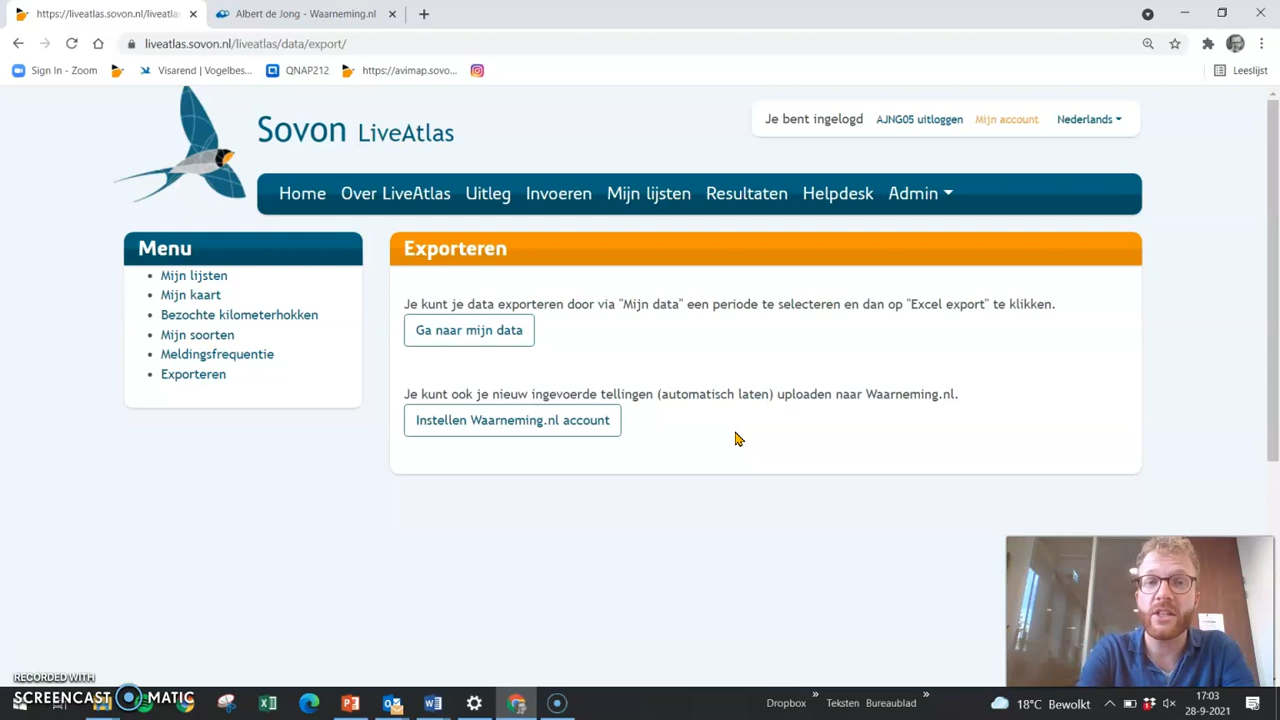 https://liveatlas.sovon.nl/liveatlas
Albert de Jong - Waarneming.nl
liveatlas.sovon.nl/liveatlas/data/export/
Sign In - Zoom
Visarend | Vogelbes...
QNAP212
https://avimap.sovo...
Leeslijst
Sovon LiveAtlas
Je bent ingelogd AJNG05 uitloggen Mijn account Nederlands
Home Over LiveAtlas Uitleg Invoeren Mijn lijsten Resultaten Helpdesk Admin
Menu
Mijn lijsten
Mijn kaart
Bezochte kilometerhokken
Mijn soorten
Meldingsfrequentie
Exporteren
Exporteren
Je kunt je data exporteren door via "Mijn data" een periode te selecteren en dan op "Excel export" te klikken.
Ga naar mijn data
Je kunt ook je nieuw ingevoerde tellingen (automatisch laten) uploaden naar Waarneming.nl.
Instellen Waarneming.nl account
RECORDED WITH
SCREENCAST MATIC
Dropbox
Teksten Bureaublad
18°C Bewolkt
17:03
28-9-2021